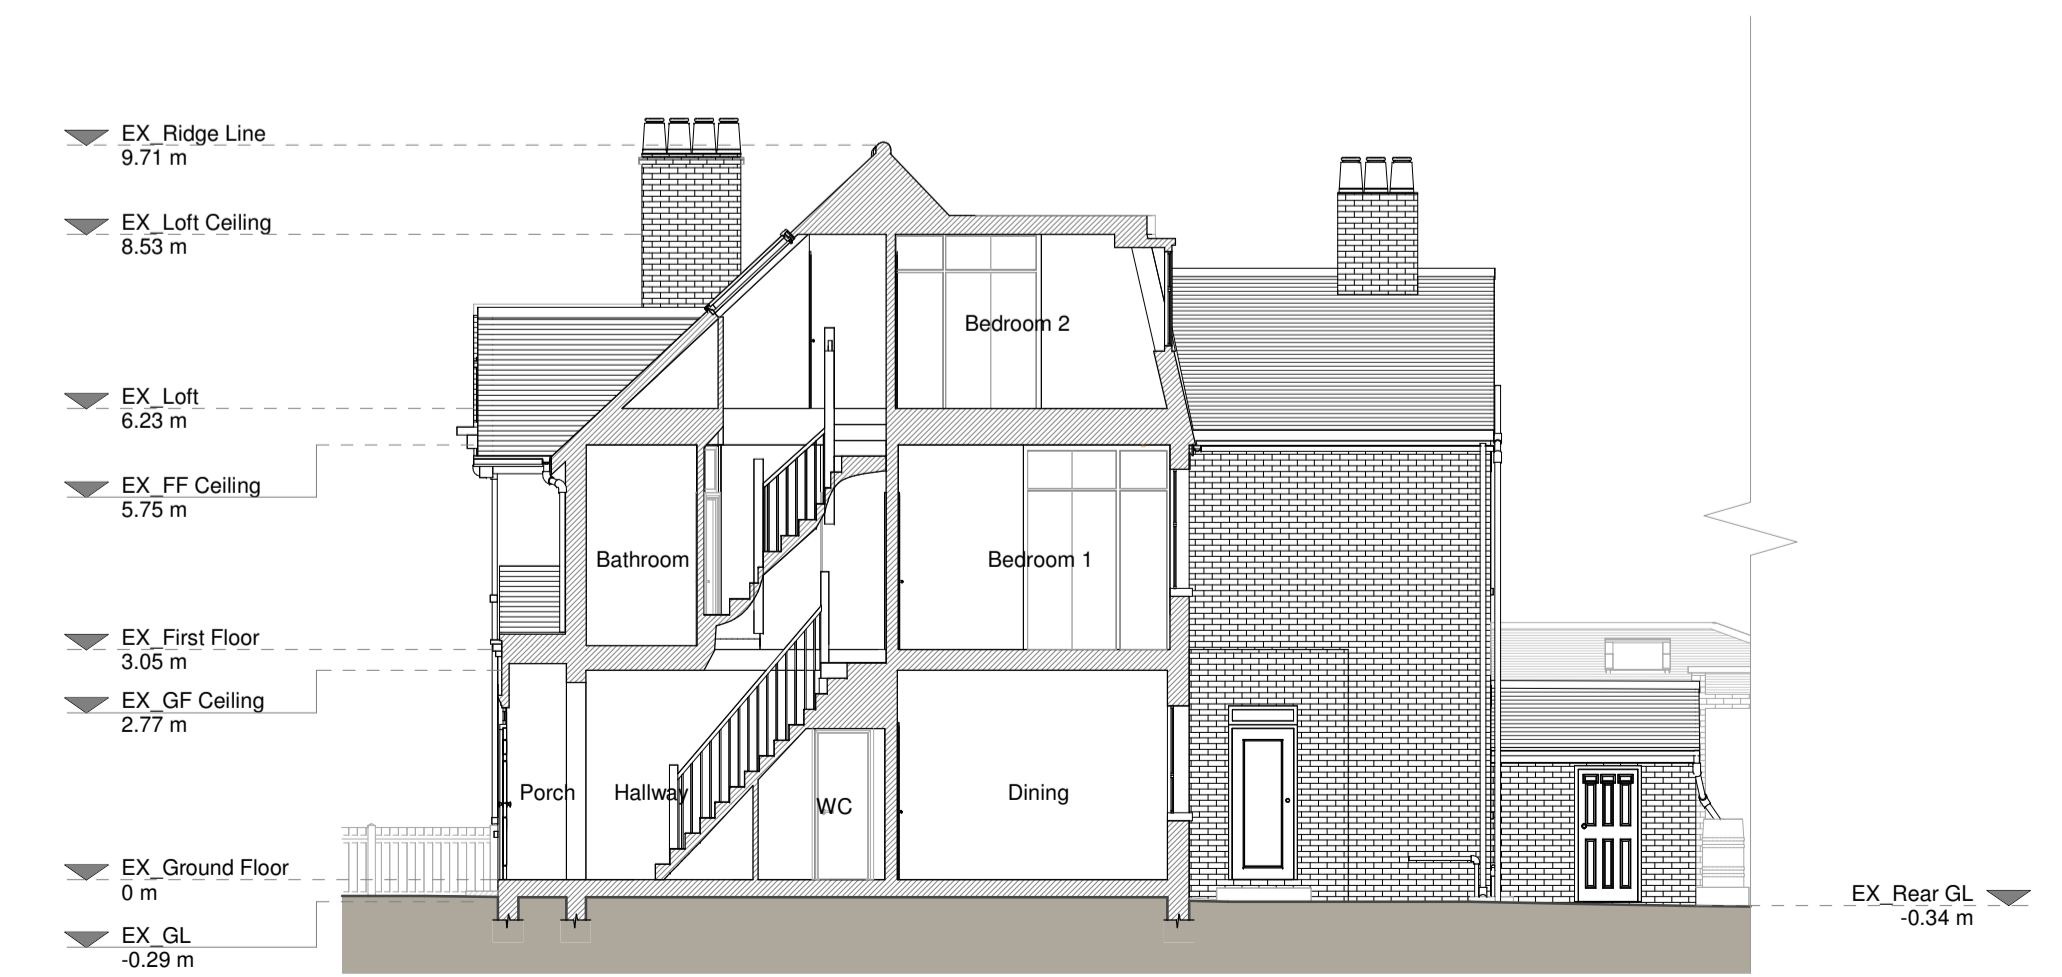 EX_Ridge Line
9.71 m
EX_Loft Ceiling
8.53 m
Bedroom 2
EX_Loft
6.23 m
EX_FF Ceiling
5.75 m
Bathroom
Bedroom 1
EX_First Floor
3.05 m
EX_GF Ceiling
2.77 m
Porch
Hallway
WC
Dining
EX_Ground Floor
0 m
EX_Rear GL
-0.34 m
EX_GL
-0.29 m